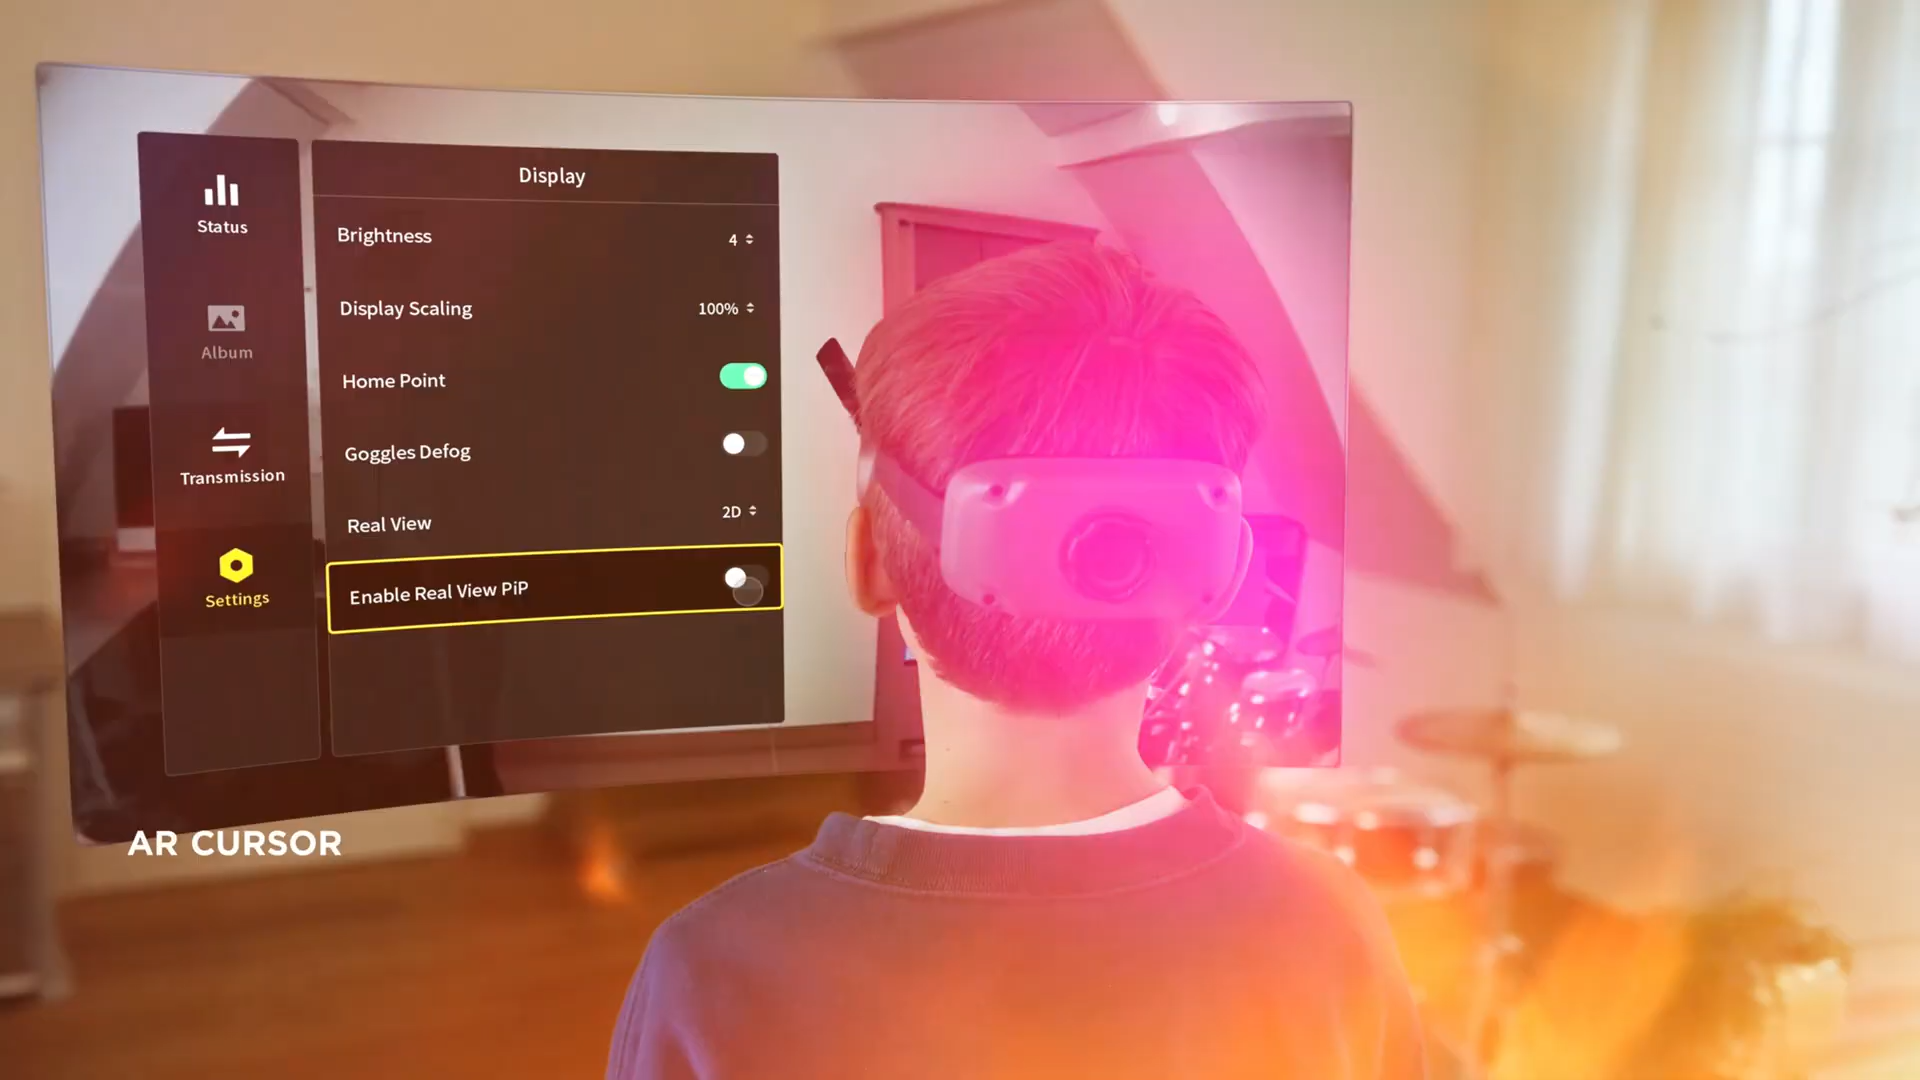 Status
Album
Transmission
Settings
Display
Brightness 4
Display Scaling 100%
Home Point
Goggles Defog
Real View 2D
Enable Real View PiP
AR CURSOR